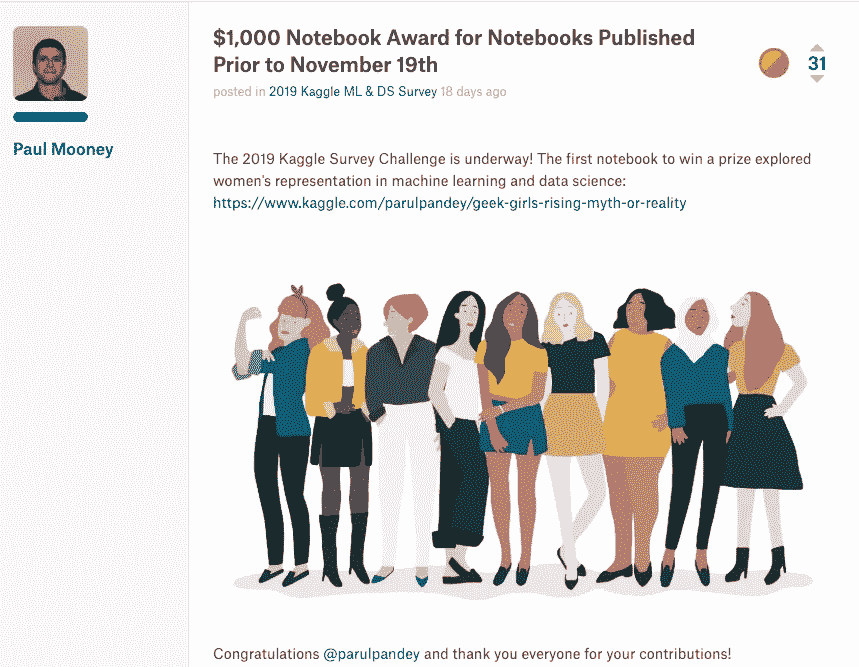 $1,000 Notebook Award for Notebooks Published
Prior to November 19th
31
posted in 2019 Kaggle ML & DS Survey 18 days ago
Paul Mooney
The 2019 Kaggle Survey Challenge is underway! The first notebook to win a prize explored
women's representation in machine learning and data science:
https://www.kaggle.com/parulpandey/geek-girls-rising-myth-or-reality
Congratulations @parulpandey and thank you everyone for your contributions!